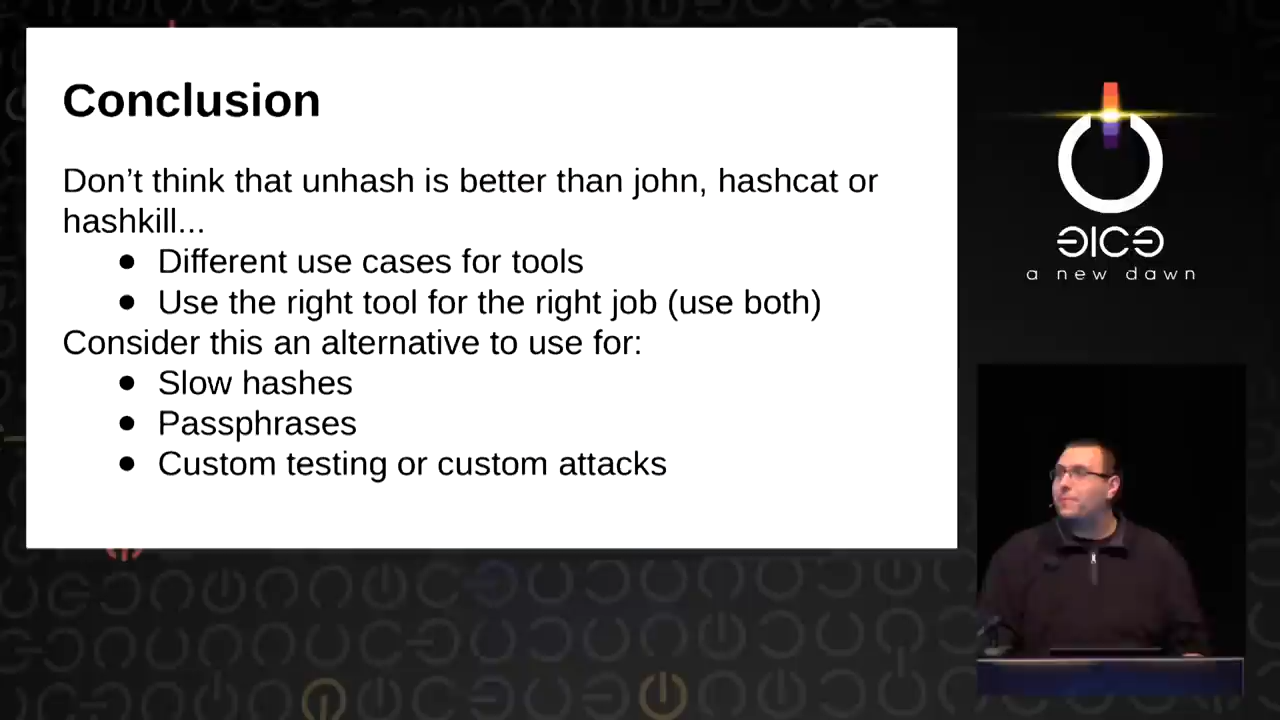 Conclusion
Don’t think that unhash is better than john, hashcat or
hashkill...
● Different use cases for tools
● Use the right tool for the right job (use both)
Consider this an alternative to use for:
● Slow hashes
● Passphrases
● Custom testing or custom attacks
ЭIСЭ
a new dawn